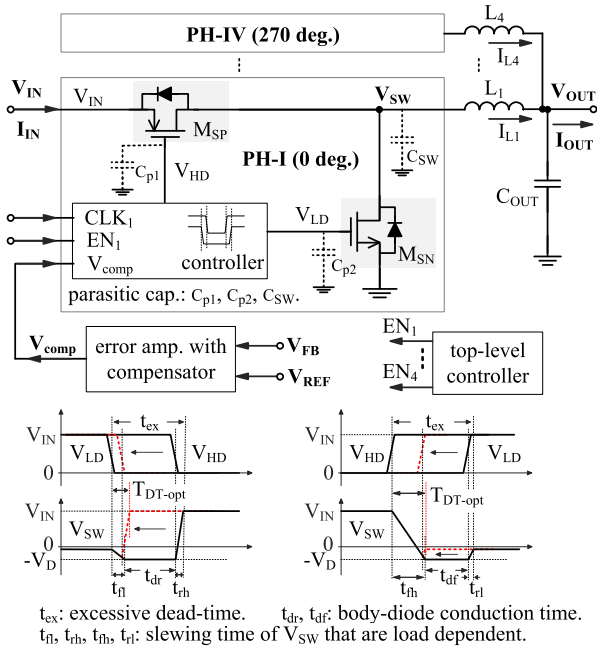 PH-IV (270 deg.)
L4
IL4
VIN
VIN
VSW
L1
VOUT
IIN
MSP
IL1
IOUT
PH-I (0 deg.)
CSW
Cp1
VHD
COUT
CLK1
VLD
EN1
Vcomp
controller
Cp2
MSN
parasitic cap.: Cp1, Cp2, CSW.
Vcomp
error amp. with
compensator
VFB
VREF
EN1
EN4
top-level
controller
tex
VIN
VLD
VHD
0
TDT-opt
VIN
VSW
0
-VD
tfl
tdr
trh
tex
VIN
VHD
VLD
0
TDT-opt
VIN
VSW
0
-VD
tfh
tdf
trl
tex: excessive dead-time. tdr, tdf: body-diode conduction time.
tfl, trh, tfh, trl: slewing time of VSW that are load dependent.